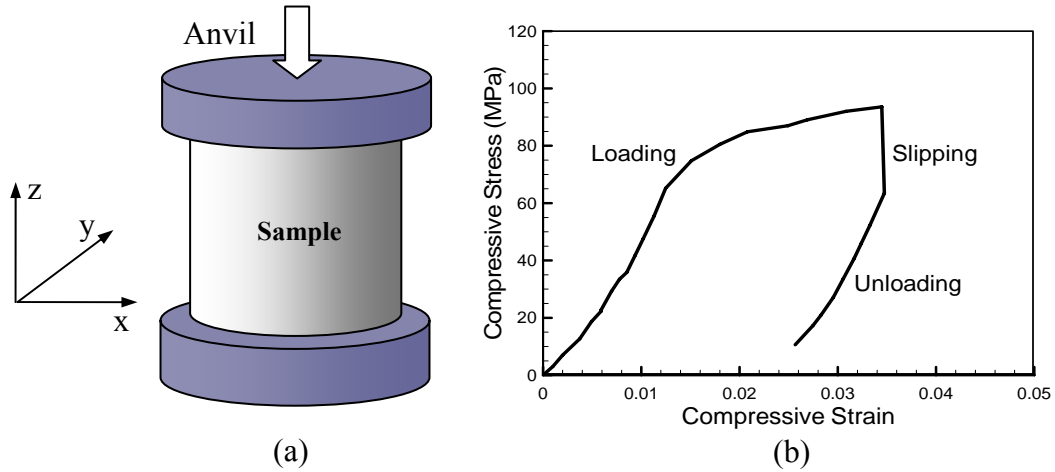 Anvil
Sample
z
y
x
(a)
120
100
80
60
40
20
0
Compressive Stress (MPa)
Loading
Slipping
Unloading
0 0.01 0.02 0.03 0.04 0.05
Compressive Strain
(b)